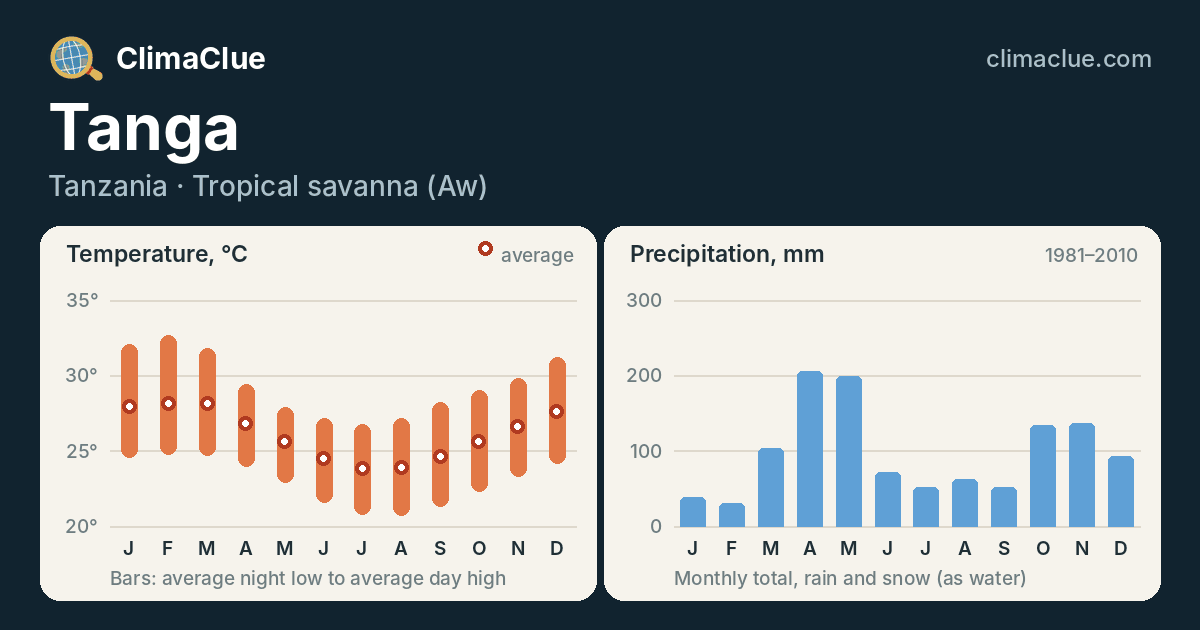 ClimaClue
climaclue.com
Tanga
Tanzania · Tropical savanna (Aw)
Temperature, °C
average
35°
30°
25°
20°
J F M A M J J A S O N D
Bars: average night low to average day high
Precipitation, mm
1981–2010
300
200
100
0
J F M A M J J A S O N D
Monthly total, rain and snow (as water)